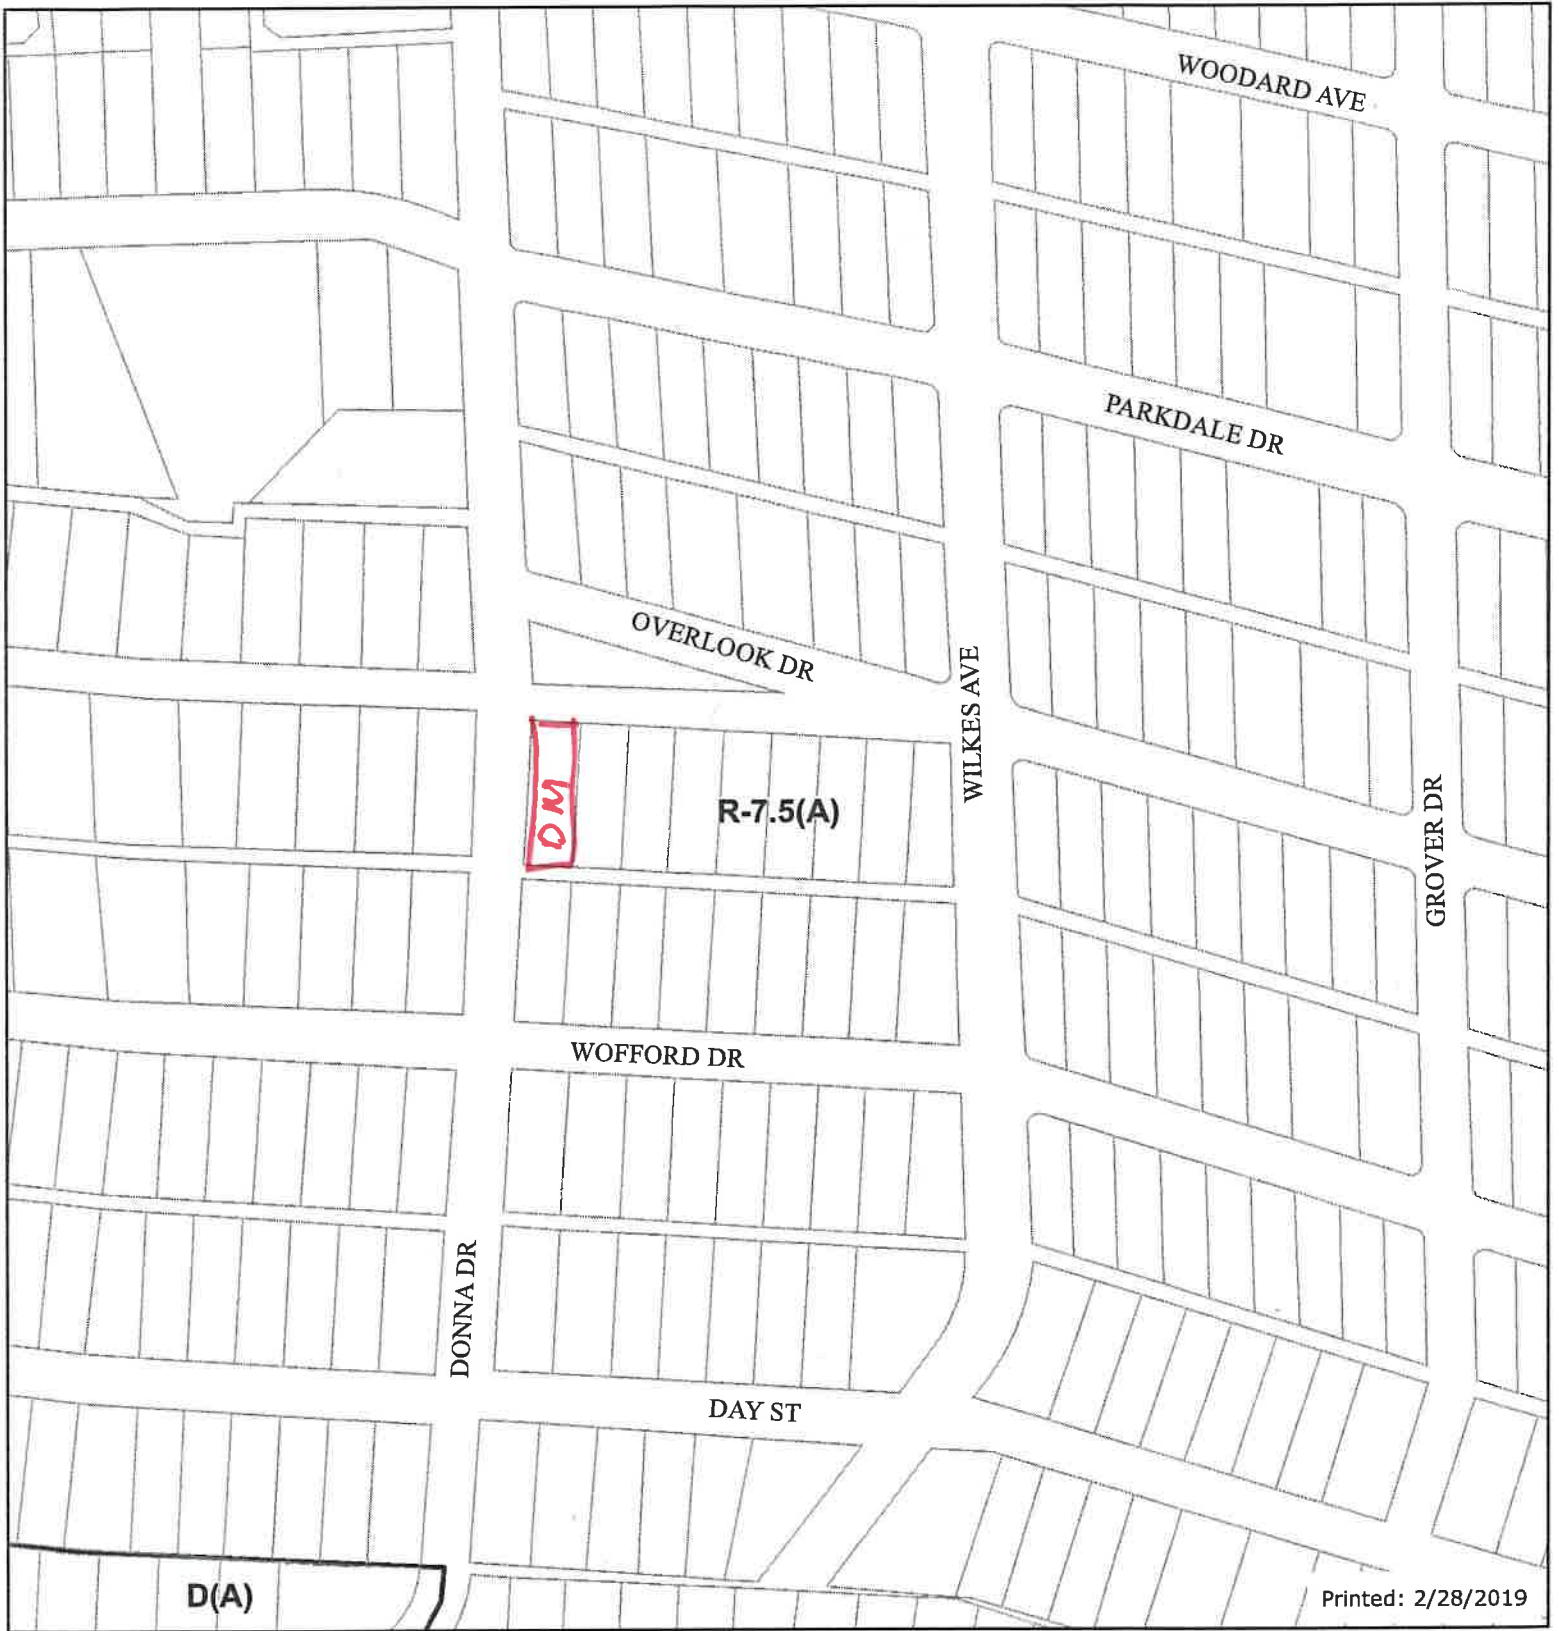 WOODARD AVE
PARKDALE DR
OVERLOOK DR
WILKES AVE
OM
R-7.5(A)
GROVER DR
WOFFORD DR
DONNA DR
DAY ST
D(A)
Printed: 2/28/2019